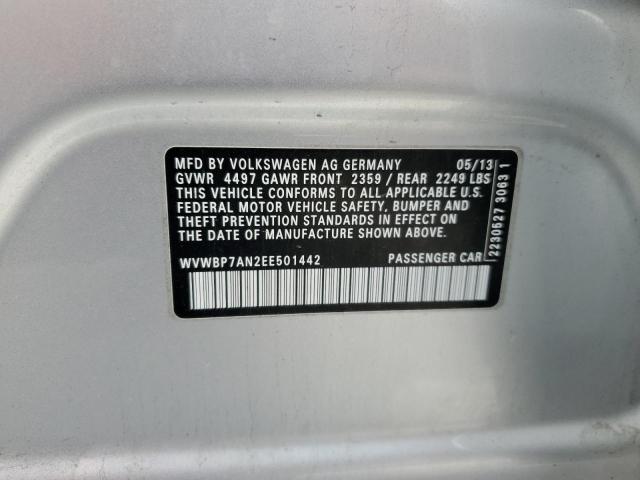 MFD BY VOLKSWAGEN AG GERMANY 05/13
GVWR 4497 GAWR FRONT 2359 / REAR 2249 LBS
THIS VEHICLE CONFORMS TO ALL APPLICABLE U.S.
FEDERAL MOTOR VEHICLE SAFETY, BUMPER AND
THEFT PREVENTION STANDARDS IN EFFECT ON
THE DATE OF MANUFACTURE SHOWN ABOVE.
WVWBP7AN2EE501442 PASSENGER CAR
2230527 30631